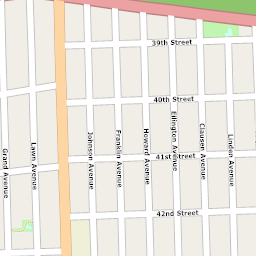 39th Street
40th Street
41st Street
42nd Street
Grand Avenue
Lawn Avenue
Johnson Avenue
Franklin Avenue
Howard Avenue
Ellington Avenue
Clausen Avenue
Linden Avenue